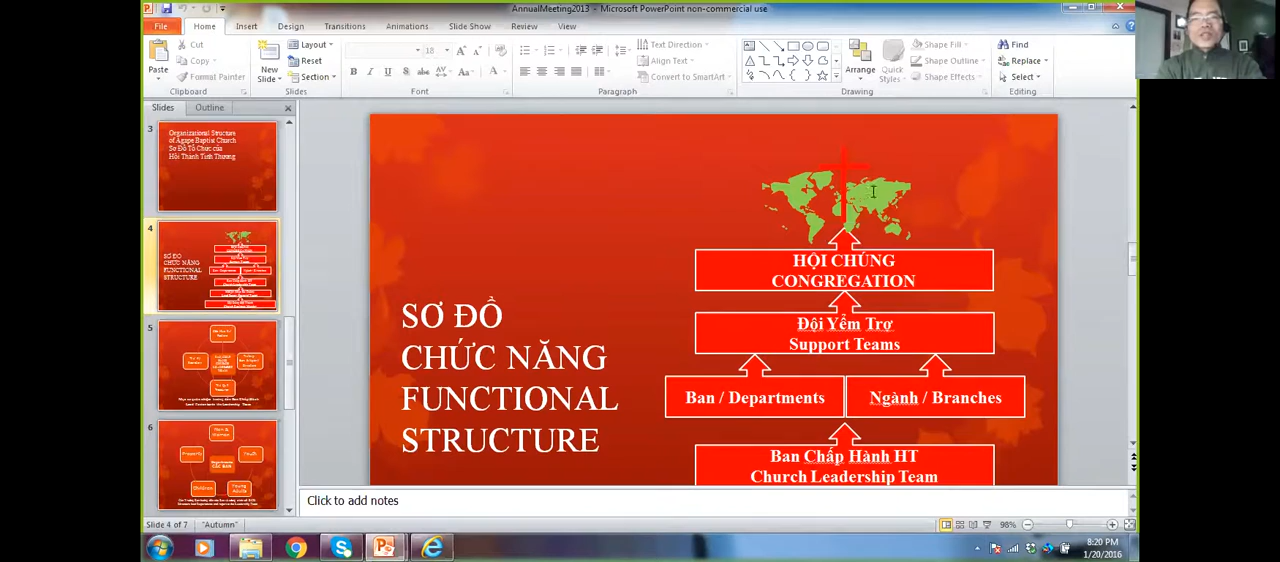 AnnualMeeting2013 – Microsoft PowerPoint non-commercial use
File
Home
Insert
Design
Transitions
Animations
Slide Show
Review
View
Paste
Cut
Copy
Format Painter
Clipboard
New
Slide
Layout
Reset
Section
Slides
18
Font
Text Direction
Align Text
Convert to SmartArt
Paragraph
Arrange
Quick
Styles
Shape Fill
Shape Outline
Shape Effects
Drawing
Find
Replace
Select
Editing
Slides
Outline
3
Organizational Structure
of Agape Baptist Church
Sơ Đồ Tổ Chức của
Hội Thánh Tình Thương
4
SƠ ĐỒ
CHỨC NĂNG
FUNCTIONAL
STRUCTURE
5
6
Property
Youth
Children
Young
Adults
HỘI CHÚNG
CONGREGATION
Đội Yểm Trợ
Support Teams
Ban / Departments
Ngành / Branches
Ban Chấp Hành HT
Church Leadership Team
SƠ ĐỒ
CHỨC NĂNG
FUNCTIONAL
STRUCTURE
Click to add notes
Slide 4 of 7
"Autumn"
98%
8:20 PM
1/20/2016